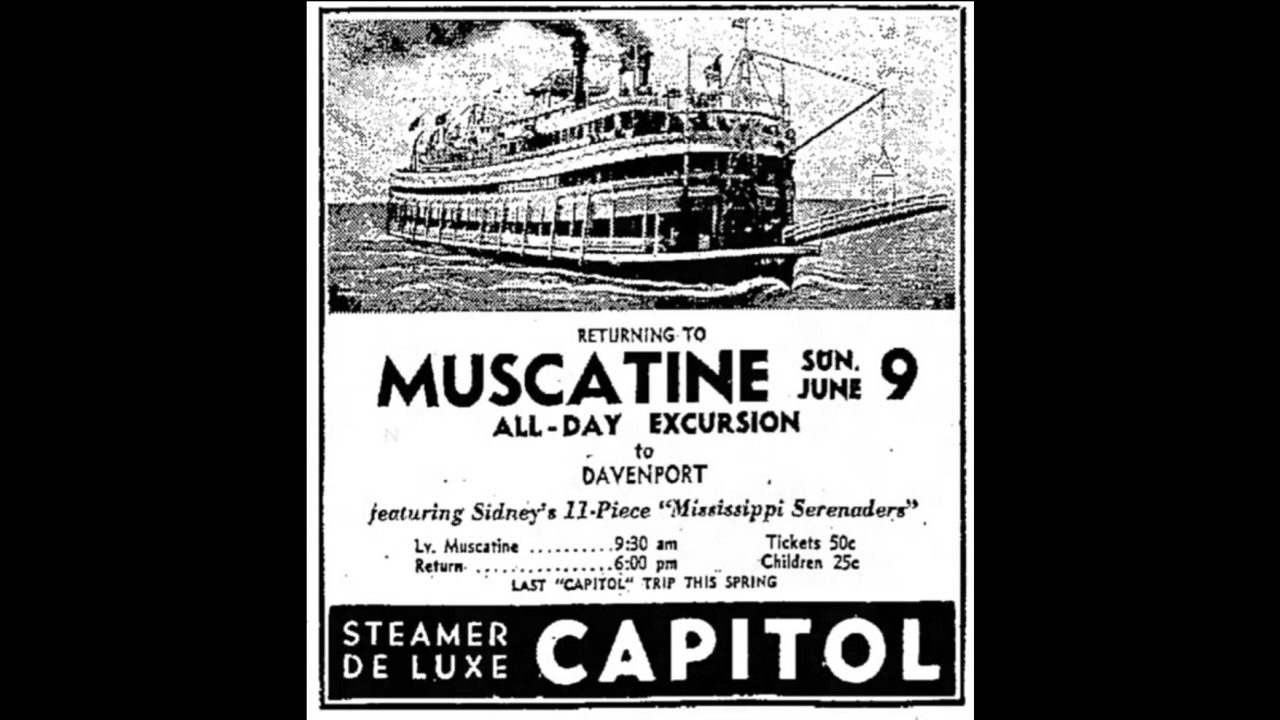 RETURNING TO
MUSCATINE SUN. JUNE 9
ALL-DAY EXCURSION
to
DAVENPORT
featuring Sidney's 11-Piece "Mississippi Serenaders"
Lv. Muscatine ..........9:30 am Tickets 50c
Return ................6:00 pm Children 25c
LAST "CAPITOL" TRIP THIS SPRING
STEAMER DE LUXE CAPITOL